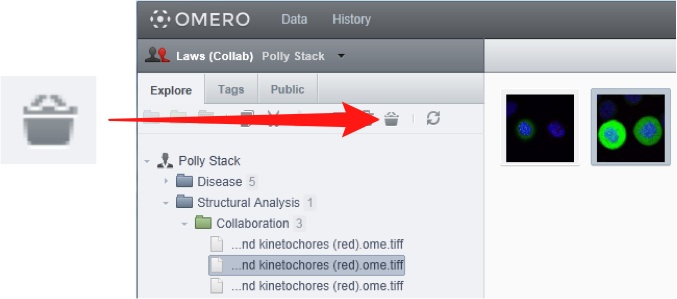 OMERO Data History
Laws (Collab) Polly Stack
Explore Tags Public
Polly Stack
Disease 5
Structural Analysis 1
Collaboration 3
...nd kinetochores (red).ome.tiff
...nd kinetochores (red).ome.tiff
...nd kinetochores (red).ome.tiff